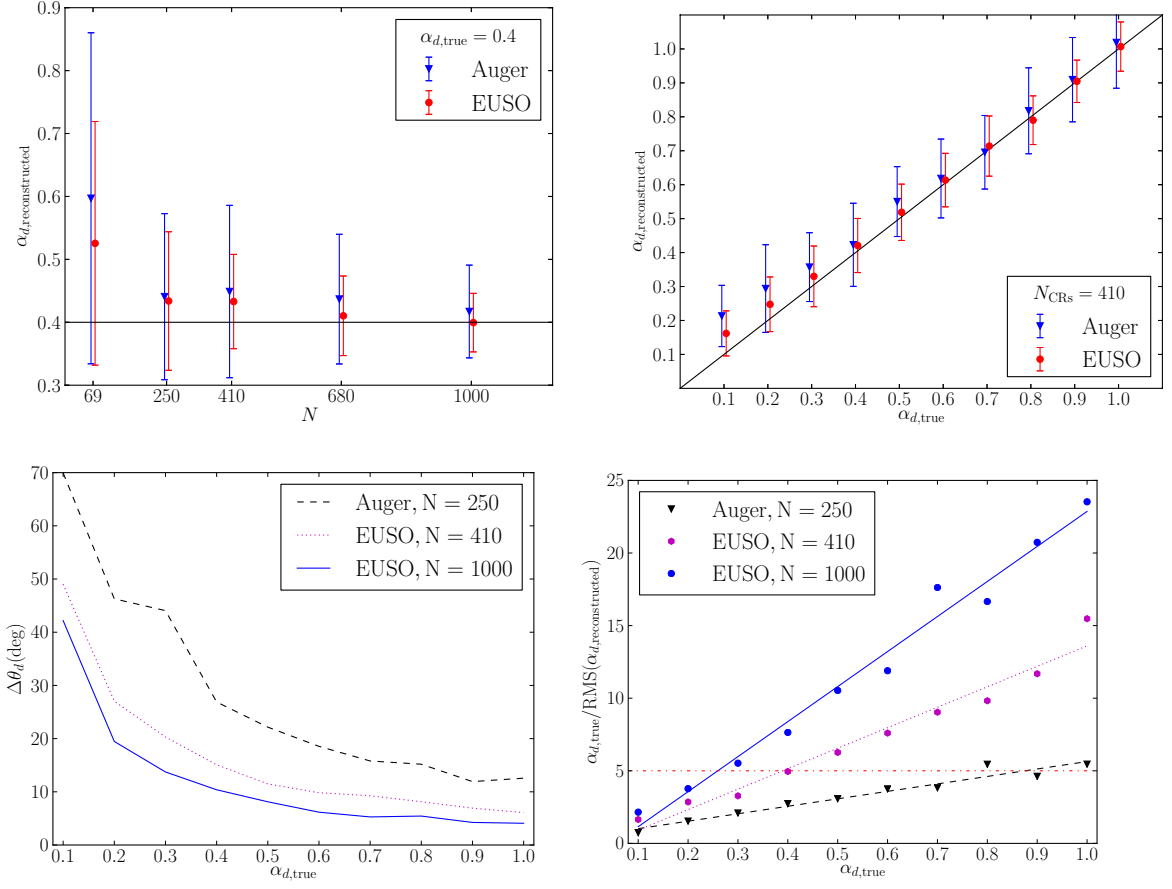 0.9
0.8
0.7
0.6
0.5
0.4
0.3
α_{d,reconstructed}
69 250 410 680 1000
N
α_{d,true} = 0.4
Auger
EUSO
1.0
0.9
0.8
0.7
0.6
0.5
0.4
0.3
0.2
0.1
α_{d,reconstructed}
0.1 0.2 0.3 0.4 0.5 0.6 0.7 0.8 0.9 1.0
α_{d,true}
N_{CRs} = 410
Auger
EUSO
70
60
50
40
30
20
10
0
Δθ_d(deg)
0.1 0.2 0.3 0.4 0.5 0.6 0.7 0.8 0.9 1.0
α_{d,true}
Auger, N = 250
EUSO, N = 410
EUSO, N = 1000
25
20
15
10
5
0
α_{d,true}/RMS(α_{d,reconstructed})
0.1 0.2 0.3 0.4 0.5 0.6 0.7 0.8 0.9 1.0
α_{d,true}
Auger, N = 250
EUSO, N = 410
EUSO, N = 1000